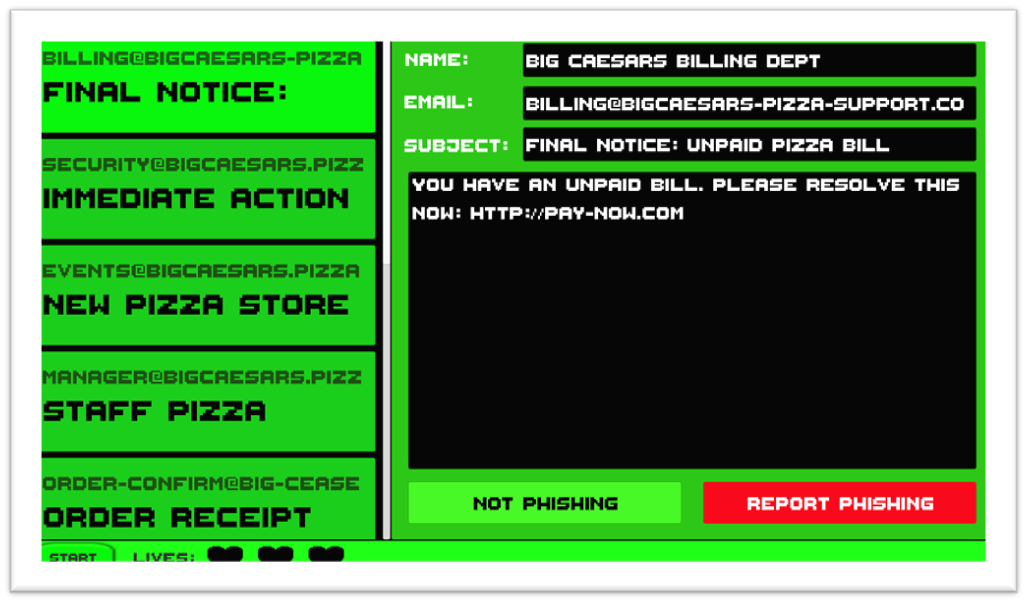 BILLING@BIGCAESARS-PIZZA
FINAL NOTICE:
SECURITY@BIGCAESARS.PIZZ
IMMEDIATE ACTION
EVENTS@BIGCAESARS.PIZZA
NEW PIZZA STORE
MANAGER@BIGCAESARS.PIZZ
STAFF PIZZA
ORDER-CONFIRM@BIG-CEASE
ORDER RECEIPT
NAME: BIG CAESARS BILLING DEPT
EMAIL: BILLING@BIGCAESARS-PIZZA-SUPPORT.CO
SUBJECT: FINAL NOTICE: UNPAID PIZZA BILL
YOU HAVE AN UNPAID BILL. PLEASE RESOLVE THIS
NOW: HTTP://PAY-NOW.COM
NOT PHISHING
REPORT PHISHING
START
LIVES: